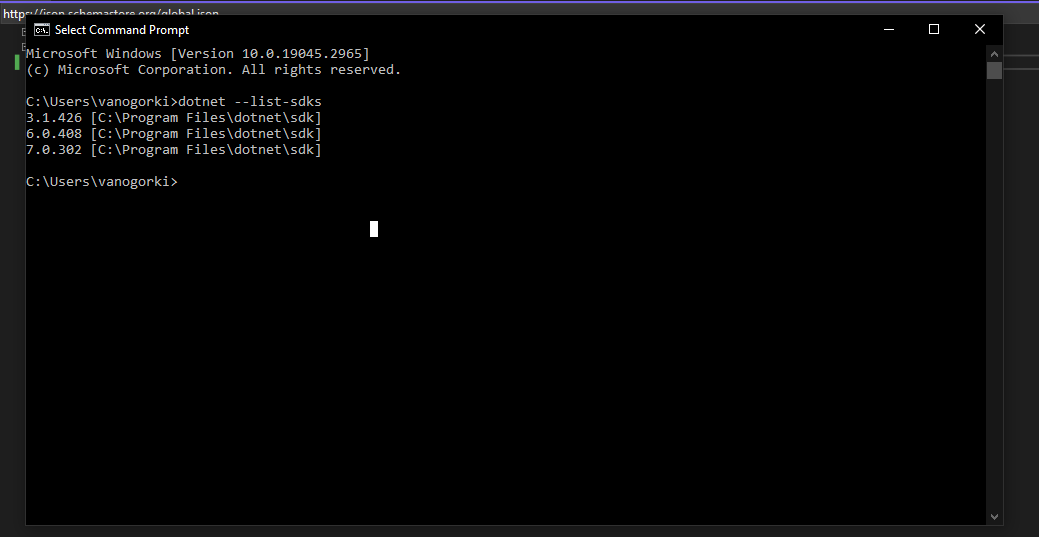 https://json.schemastore.org/global.json
Select Command Prompt
Microsoft Windows [Version 10.0.19045.2965]
(c) Microsoft Corporation. All rights reserved.
C:\Users\vanogorki>dotnet --list-sdks
3.1.426 [C:\Program Files\dotnet\sdk]
6.0.408 [C:\Program Files\dotnet\sdk]
7.0.302 [C:\Program Files\dotnet\sdk]
C:\Users\vanogorki>